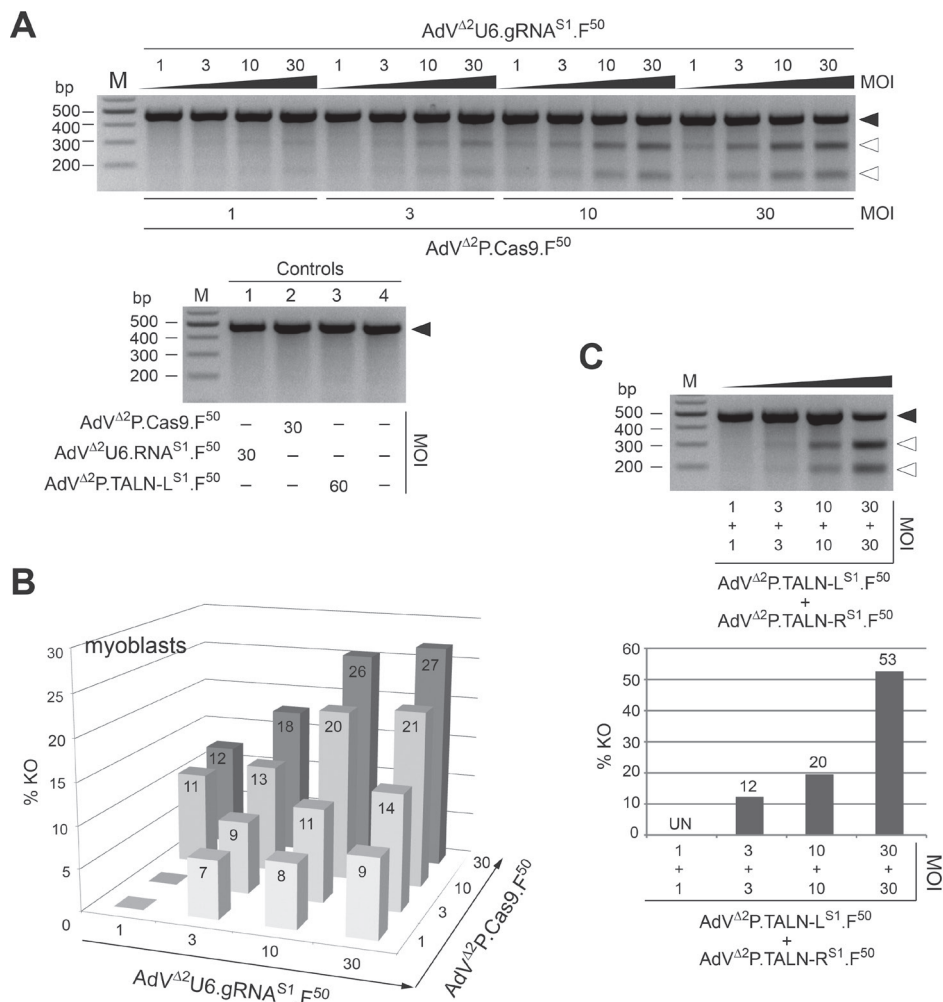 A
AdV^Δ2U6.gRNA^S1.F^50
1 3 10 30 1 3 10 30 1 3 10 30 1 3 10 30 MOI
M
bp
500
400
300
200
1 3 10 30 MOI
AdV^Δ2P.Cas9.F^50
Controls
bp M 1 2 3 4
500
400
300
200
AdV^Δ2P.Cas9.F^50 – 30 – –
AdV^Δ2U6.RNA^S1.F^50 30 – – –
AdV^Δ2P.TALN-L^S1.F^50 – – 60 –
MOI
C
bp M
500
400
300
200
1 3 10 30
+ + + +
1 3 10 30
MOI
AdV^Δ2P.TALN-L^S1.F^50
+
AdV^Δ2P.TALN-R^S1.F^50
B
myoblasts
% KO
30
25
20
15
10
5
0
12 18 26 27
11 13 20 21
9 11 14
7 8 9
1 3 10 30
AdV^Δ2U6.gRNA^S1.F^50
1 3 10 30
AdV^Δ2P.Cas9.F^50
% KO
60
50
40
30
20
10
0
UN 12 20 53
1 3 10 30
+ + + +
1 3 10 30
MOI
AdV^Δ2P.TALN-L^S1.F^50
+
AdV^Δ2P.TALN-R^S1.F^50